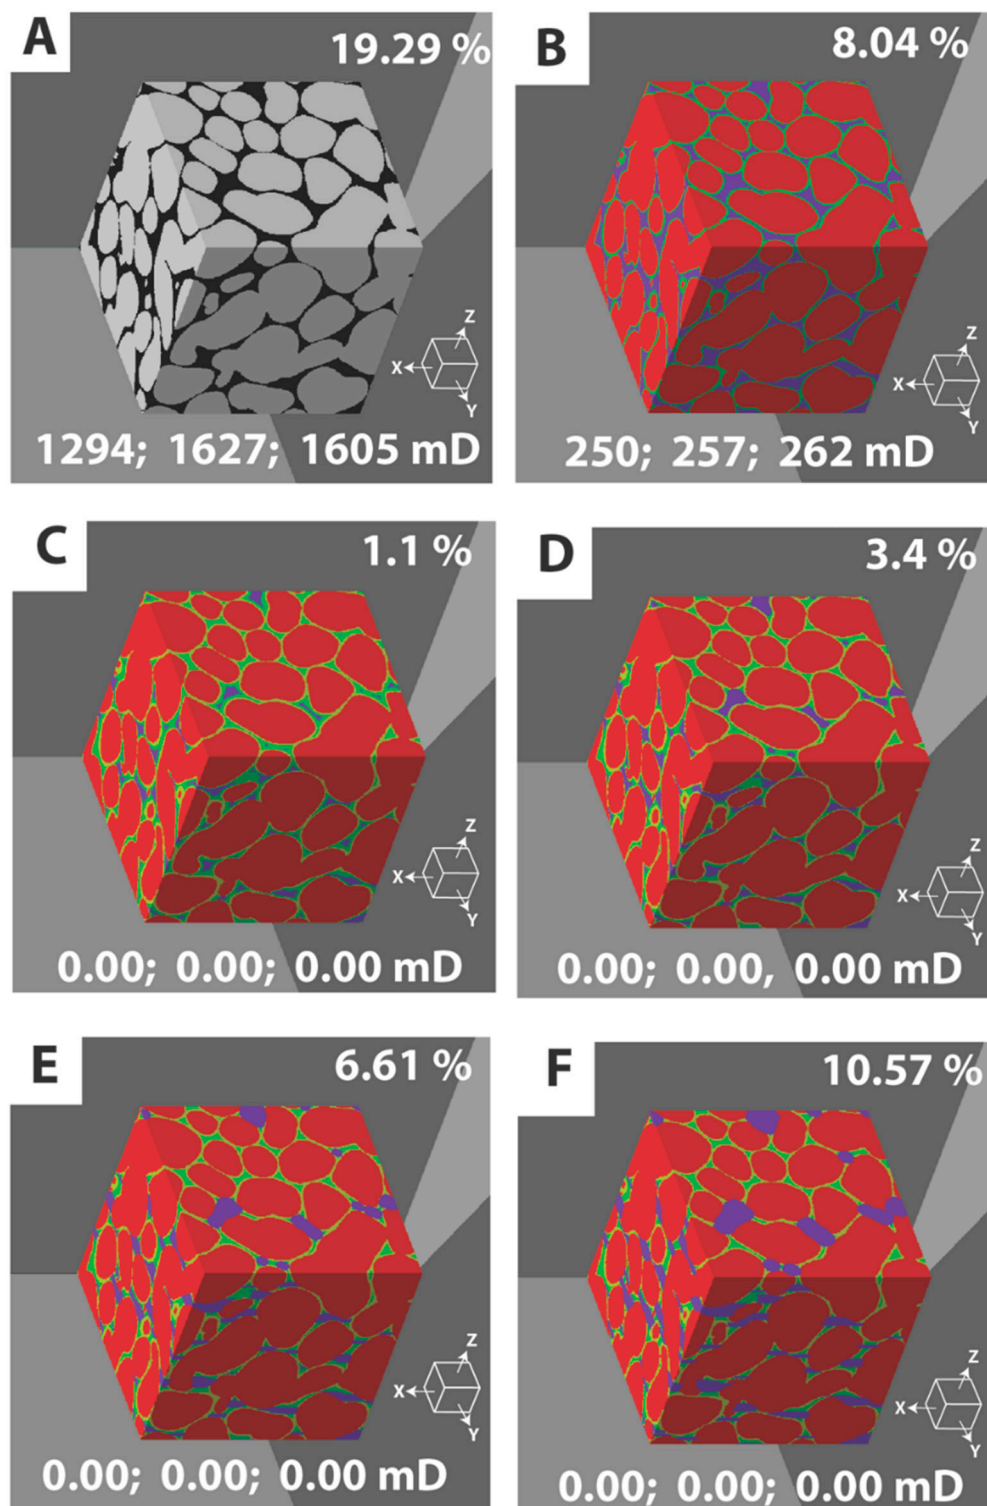 A
19.29 %
X
Z
Y
1294; 1627; 1605 mD
B
8.04 %
X
Z
Y
250; 257; 262 mD
C
1.1 %
X
Z
Y
0.00; 0.00; 0.00 mD
D
3.4 %
X
Z
Y
0.00; 0.00, 0.00 mD
E
6.61 %
X
Z
Y
0.00; 0.00; 0.00 mD
F
10.57 %
X
Z
Y
0.00; 0.00; 0.00 mD